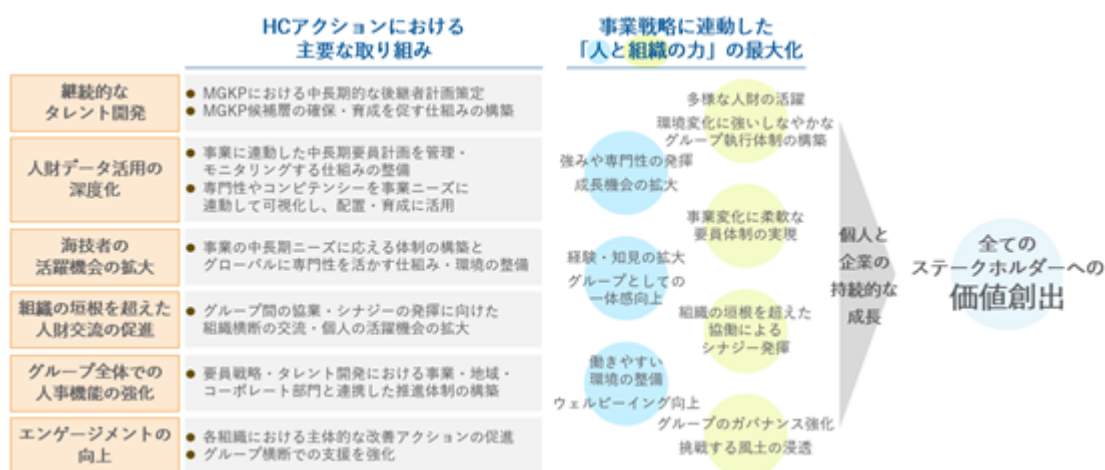 HCアクションにおける
主要な取り組み
事業戦略に連動した
「人と組織の力」の最大化
継続的な
タレント開発
● MGKPにおける中長期的な後継者計画策定
● MGKP候補層の確保・育成を促す仕組みの構築
人財データ活用の
深度化
● 事業に連動した中長期要員計画を管理・
モニタリングする仕組みの整備
● 専門性やコンピテンシーを事業ニーズに
連動して可視化し、配置・育成に活用
海技者の
活躍機会の拡大
● 事業の中長期ニーズに応える体制の構築と
グローバルに専門性を活かす仕組み・環境の整備
組織の垣根を超えた
人財交流の促進
● グループ間の協業・シナジーの発揮に向けた
組織横断の交流・個人の活躍機会の拡大
グループ全体での
人事機能の強化
● 要員戦略・タレント開発における事業・地域・
コーポレート部門と連携した推進体制の構築
エンゲージメントの
向上
● 各組織における主体的な改善アクションの促進
● グループ横断での支援を強化
多様な人財の活躍
環境変化に強いしなやかな
グループ執行体制の構築
強みや専門性の発揮
成長機会の拡大
事業変化に柔軟な
要員体制の実現
経験・知見の拡大
グループとしての
一体感向上
組織の垣根を超えた
協働による
シナジー発揮
働きやすい
環境の整備
ウェルビーイング向上
グループのガバナンス強化
挑戦する風土の浸透
個人と
企業の
持続的な
成長
全ての
ステークホルダーへの
価値創出